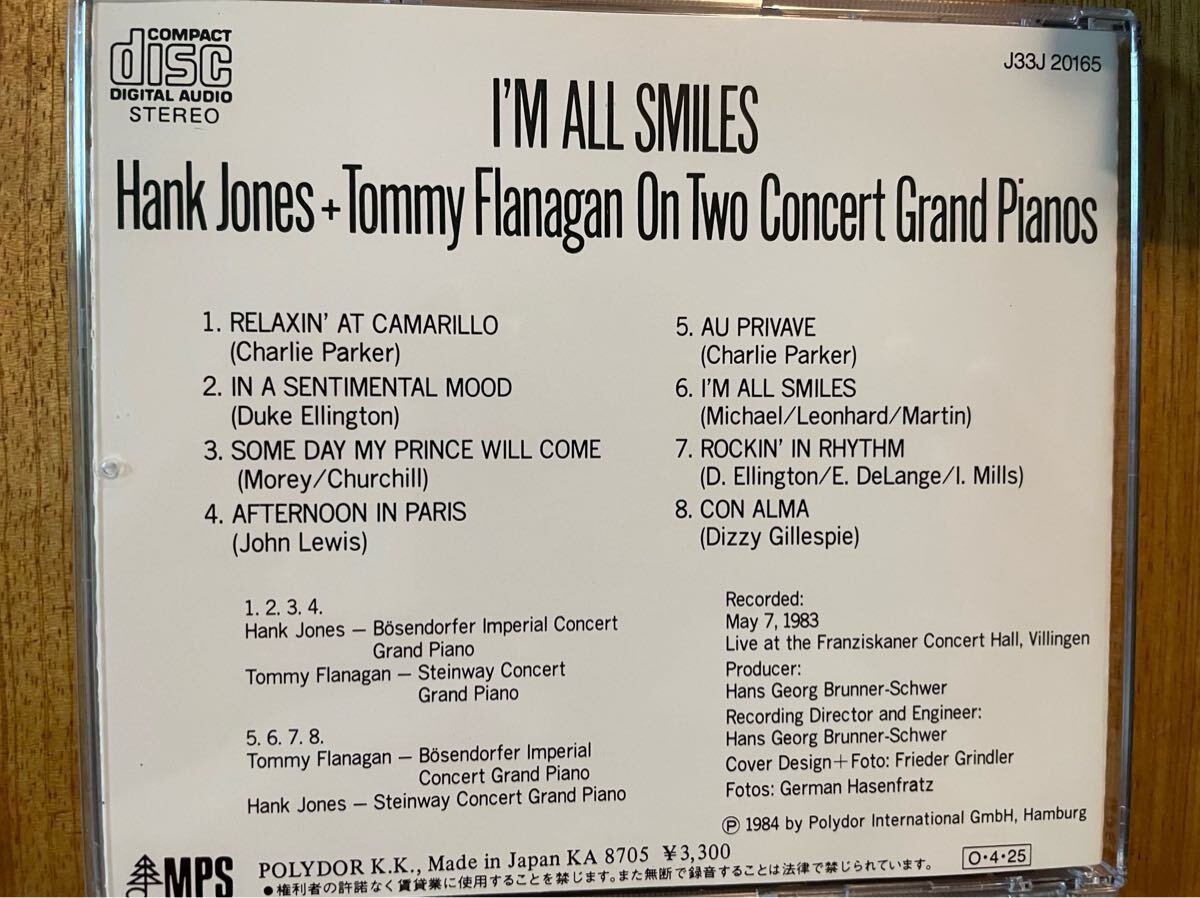 COMPACT
disc
DIGITAL AUDIO
STEREO
J33J 20165
I'M ALL SMILES
Hank Jones + Tommy Flanagan On Two Concert Grand Pianos
1. RELAXIN' AT CAMARILLO
(Charlie Parker)
2. IN A SENTIMENTAL MOOD
(Duke Ellington)
3. SOME DAY MY PRINCE WILL COME
(Morey/Churchill)
4. AFTERNOON IN PARIS
(John Lewis)
5. AU PRIVAVE
(Charlie Parker)
6. I'M ALL SMILES
(Michael/Leonhard/Martin)
7. ROCKIN' IN RHYTHM
(D. Ellington/E. DeLange/I. Mills)
8. CON ALMA
(Dizzy Gillespie)
1. 2. 3. 4.
Hank Jones – Bösendorfer Imperial Concert
Grand Piano
Tommy Flanagan – Steinway Concert
Grand Piano
5. 6. 7. 8.
Tommy Flanagan – Bösendorfer Imperial
Concert Grand Piano
Hank Jones – Steinway Concert Grand Piano
Recorded:
May 7, 1983
Live at the Franziskaner Concert Hall, Villingen
Producer:
Hans Georg Brunner-Schwer
Recording Director and Engineer:
Hans Georg Brunner-Schwer
Cover Design+Foto: Frieder Grindler
Fotos: German Hasenfratz
℗ 1984 by Polydor International GmbH, Hamburg
MPS
POLYDOR K.K., Made in Japan KA 8705 ¥3,300
O・4・25
●権利者の許諾なく賃貸業に使用することを禁じます。また無断で録音することは法律で禁じられています。